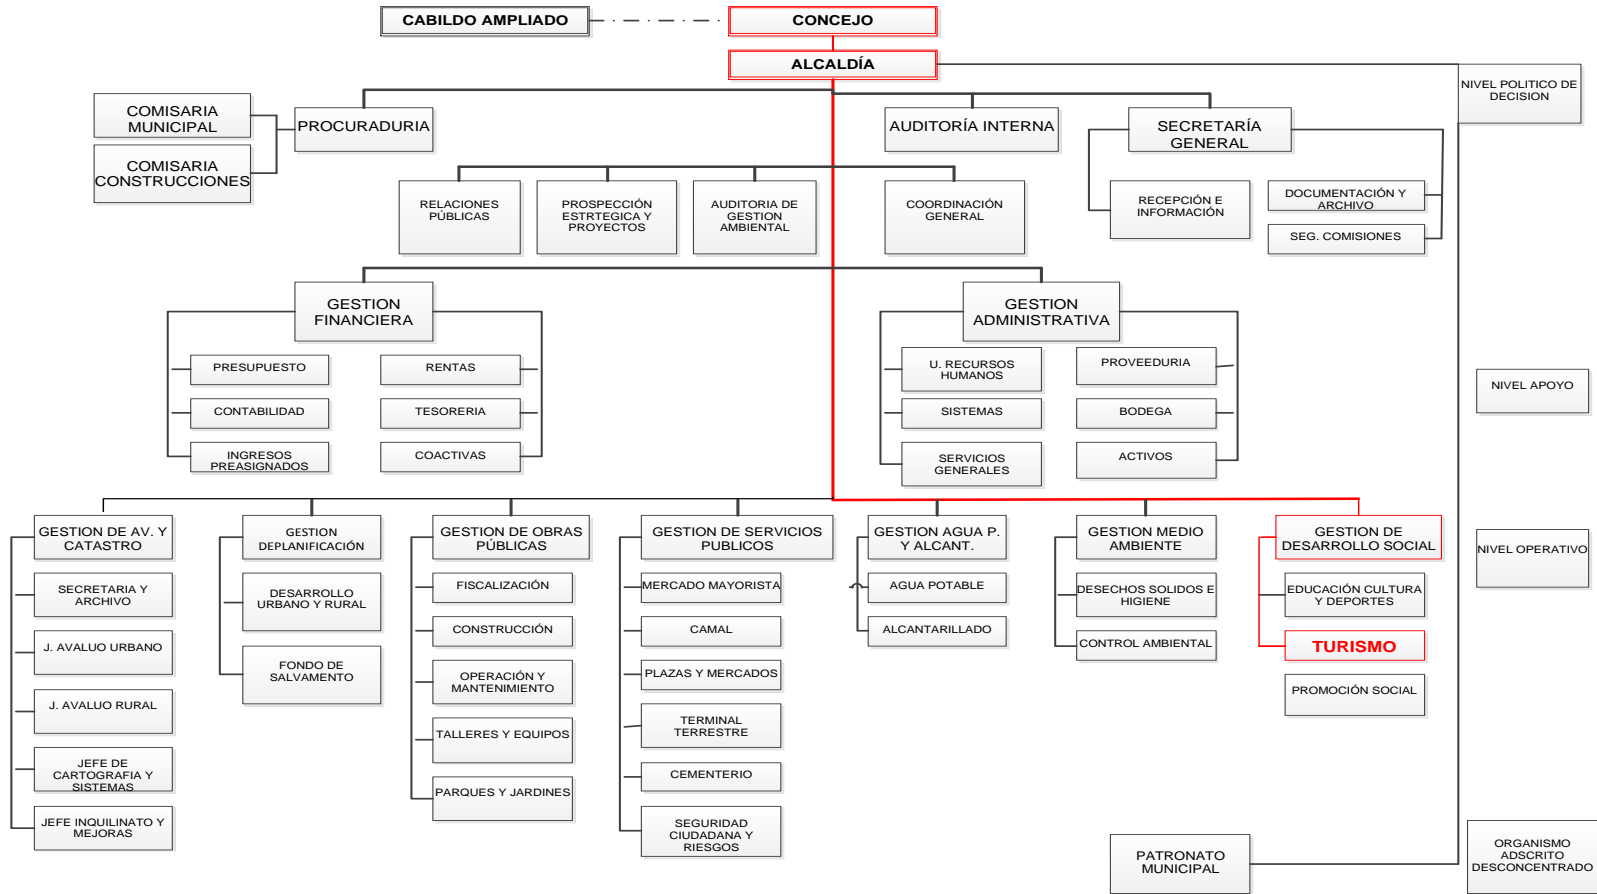 CABILDO AMPLIADO
CONCEJO
ALCALDÍA
NIVEL POLITICO DE
DECISION
COMISARIA
MUNICIPAL
PROCURADURIA
AUDITORÍA INTERNA
SECRETARÍA
GENERAL
COMISARIA
CONSTRUCCIONES
RELACIONES
PÚBLICAS
PROSPECCIÓN
ESTRTEGICA Y
PROYECTOS
AUDITORIA DE
GESTION
AMBIENTAL
COORDINACIÓN
GENERAL
RECEPCIÓN E
INFORMACIÓN
DOCUMENTACIÓN Y
ARCHIVO
SEG. COMISIONES
GESTION
FINANCIERA
GESTION
ADMINISTRATIVA
PRESUPUESTO
RENTAS
U. RECURSOS
HUMANOS
PROVEEDURIA
NIVEL APOYO
CONTABILIDAD
TESORERIA
SISTEMAS
BODEGA
INGRESOS
PREASIGNADOS
COACTIVAS
SERVICIOS
GENERALES
ACTIVOS
GESTION DE AV. Y
CATASTRO
GESTION
DEPLANIFICACIÓN
GESTION DE OBRAS
PÚBLICAS
GESTION DE SERVICIOS
PUBLICOS
GESTION AGUA P.
Y ALCANT.
GESTION MEDIO
AMBIENTE
GESTION DE
DESARROLLO SOCIAL
NIVEL OPERATIVO
SECRETARIA Y
ARCHIVO
DESARROLLO
URBANO Y RURAL
FISCALIZACIÓN
MERCADO MAYORISTA
AGUA POTABLE
DESECHOS SOLIDOS E
HIGIENE
EDUCACIÓN CULTURA
Y DEPORTES
J. AVALUO URBANO
FONDO DE
SALVAMENTO
CONSTRUCCIÓN
CAMAL
ALCANTARILLADO
CONTROL AMBIENTAL
TURISMO
J. AVALUO RURAL
OPERACIÓN Y
MANTENIMIENTO
PLAZAS Y MERCADOS
PROMOCIÓN SOCIAL
JEFE DE
CARTOGRAFIA Y
SISTEMAS
TALLERES Y EQUIPOS
TERMINAL
TERRESTRE
JEFE INQUILINATO Y
MEJORAS
PARQUES Y JARDINES
CEMENTERIO
SEGURIDAD
CIUDADANA Y
RIESGOS
PATRONATO
MUNICIPAL
ORGANISMO
ADSCRITO
DESCONCENTRADO